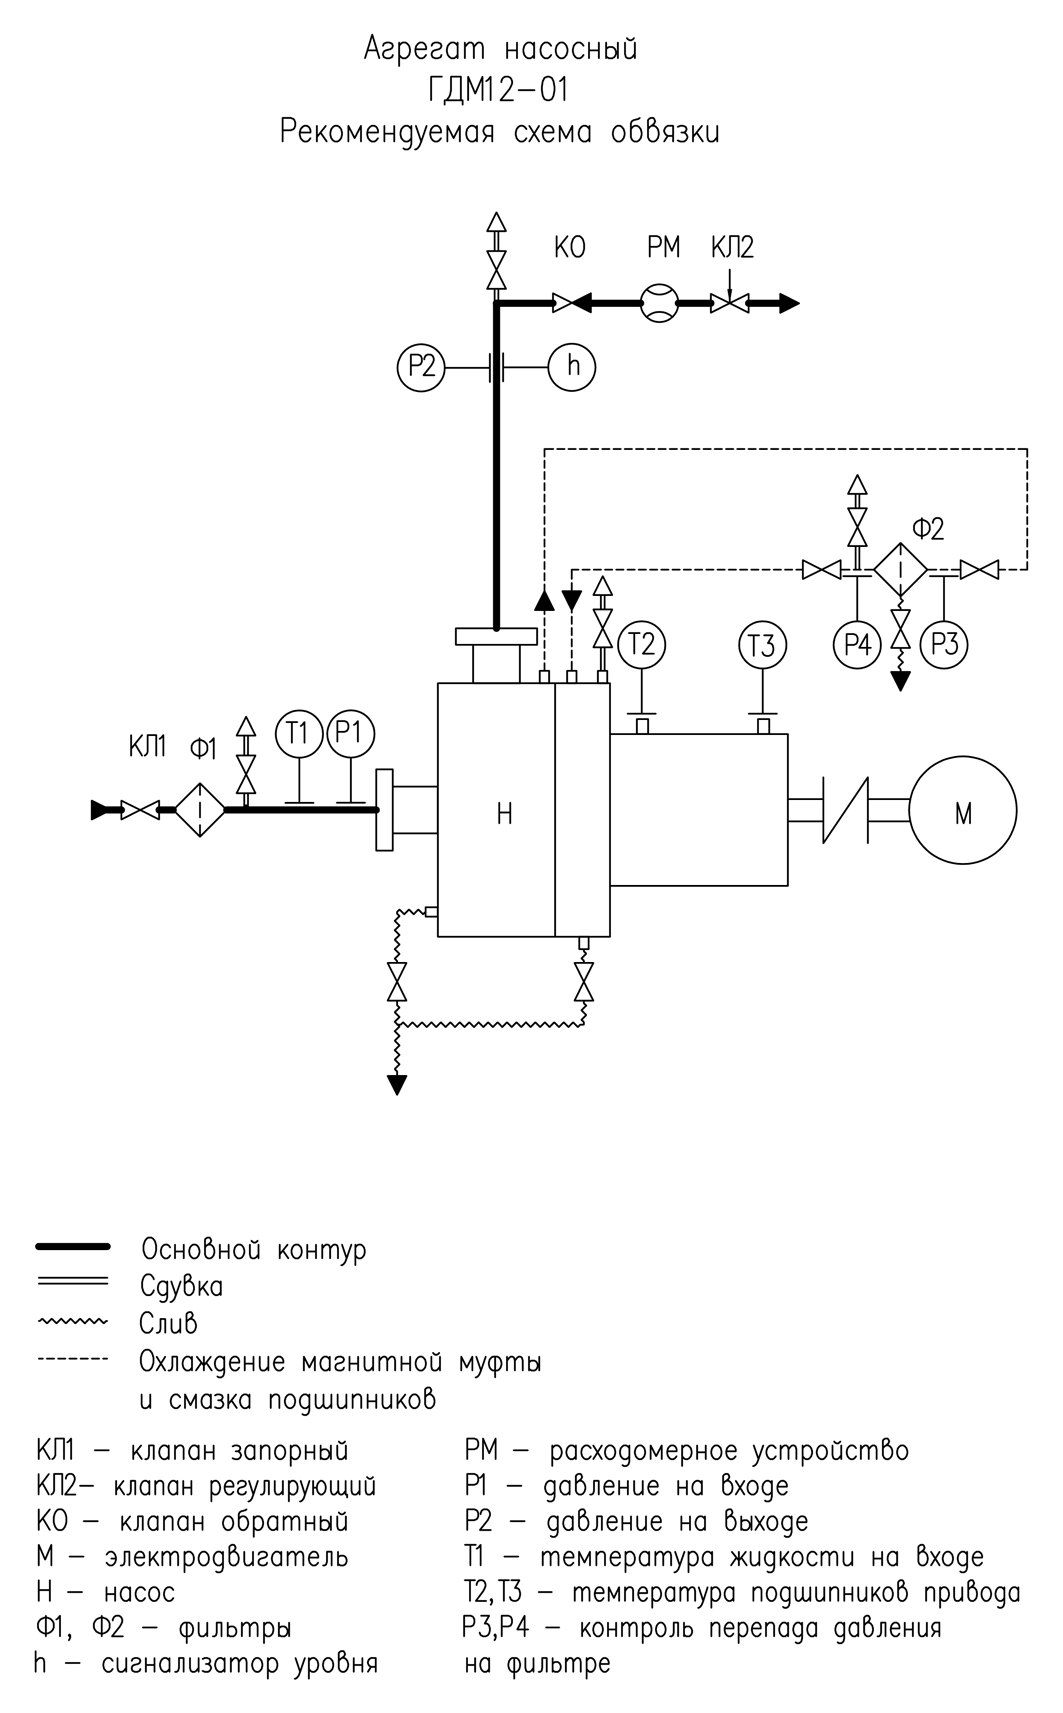 Агрегат насосный
ГДМ12-01
Рекомендуемая схема обвязки
КО РМ КЛ2
Р2 h
Ф2
Т2 Т3 Р4 Р3
КЛ1 Ф1 Т1 Р1
Н М
Основной контур
Сдувка
Слив
Охлаждение магнитной муфты
и смазка подшипников
КЛ1 – клапан запорный
КЛ2– клапан регулирующий
КО – клапан обратный
М – электродвигатель
Н – насос
Ф1, Ф2 – фильтры
h – сигнализатор уровня
РМ – расходомерное устройство
Р1 – давление на входе
Р2 – давление на выходе
Т1 – температура жидкости на входе
Т2,Т3 – температура подшипников привода
Р3,Р4 – контроль перепада давления
на фильтре